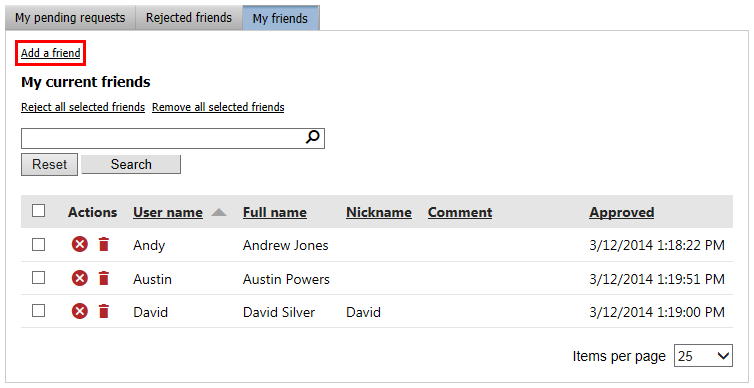 My pending requests Rejected friends My friends
Add a friend
My current friends
Reject all selected friends Remove all selected friends
Reset Search
Actions User name Full name Nickname Comment Approved
Andy Andrew Jones 3/12/2014 1:18:22 PM
Austin Austin Powers 3/12/2014 1:19:51 PM
David David Silver David 3/12/2014 1:19:00 PM
Items per page 25